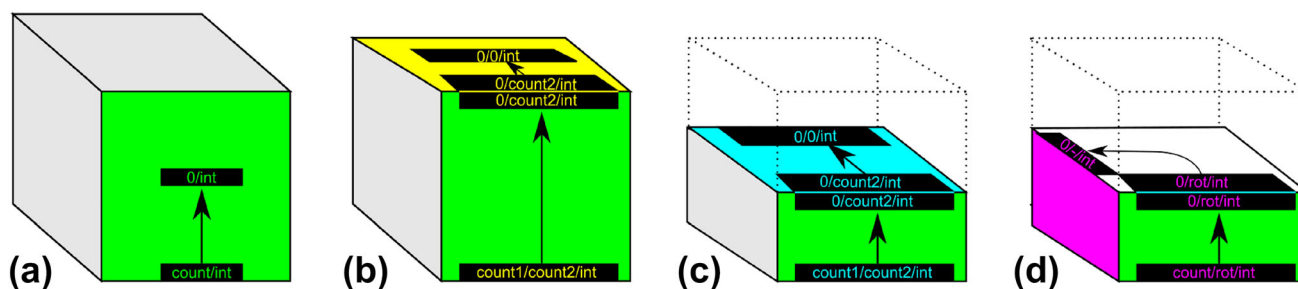 0/int
count/int
(a)
0/0/int
0/count2/int
0/count2/int
count1/count2/int
(b)
0/0/int
0/count2/int
0/count2/int
count1/count2/int
(c)
0/-/int
0/rot/int
0/rot/int
count/rot/int
(d)